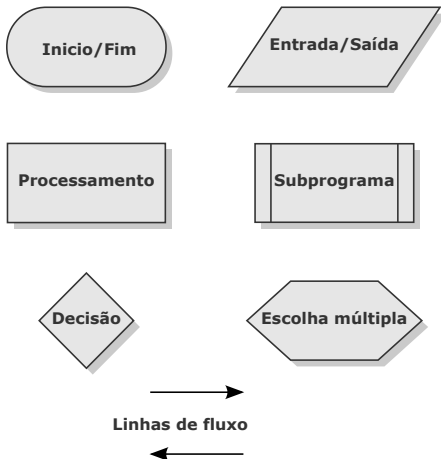 Inicio/Fim
Entrada/Saída
Processamento
Subprograma
Decisão
Escolha múltipla
Linhas de fluxo